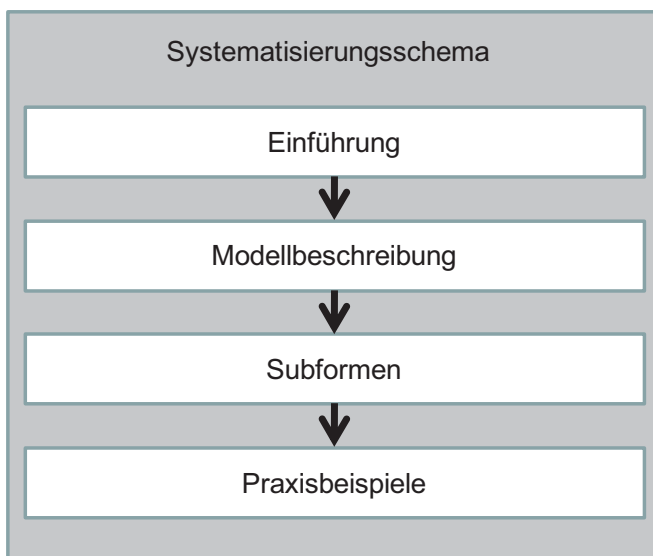 Systematisierungsschema
Einführung
Modellbeschreibung
Subformen
Praxisbeispiele